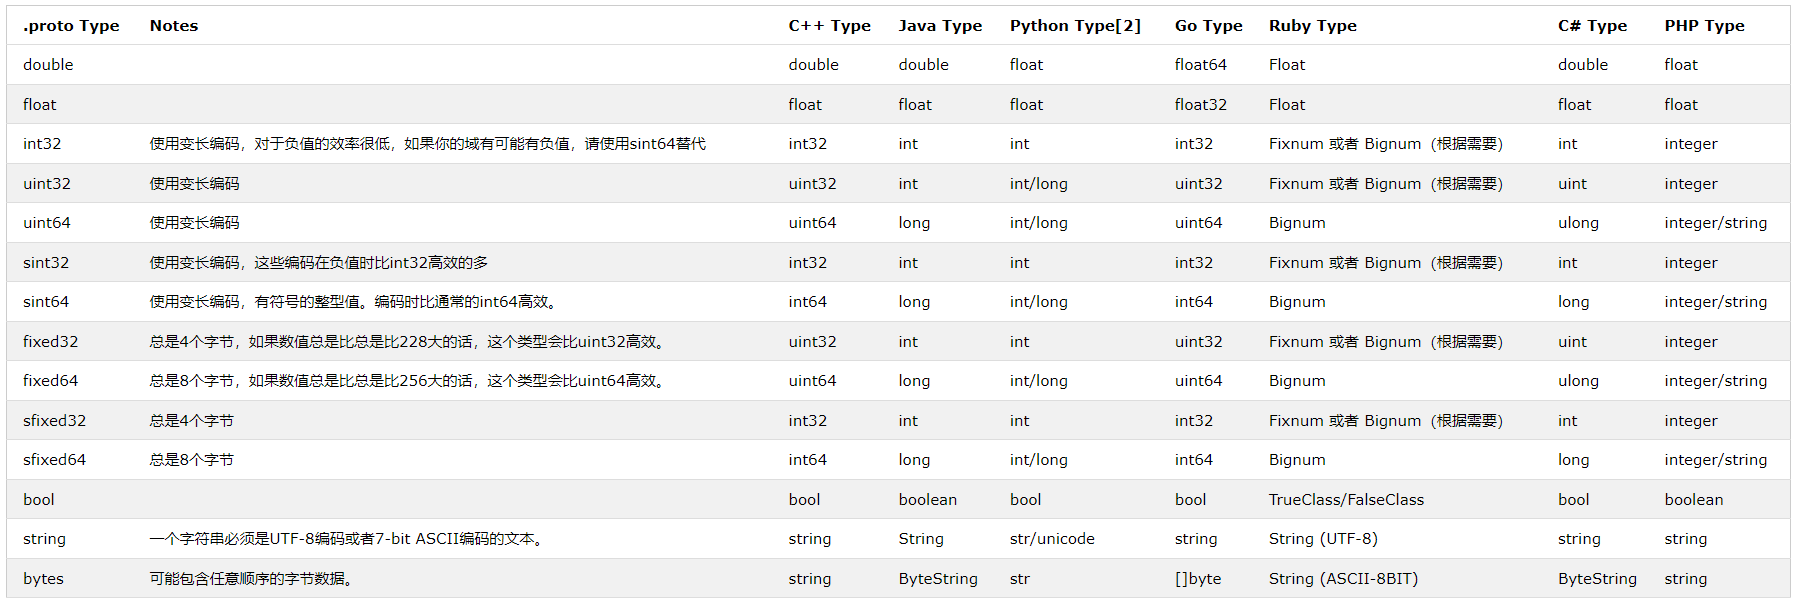 .proto Type Notes C++ Type Java Type Python Type[2] Go Type Ruby Type C# Type PHP Type
double double double float float64 Float double float
float float float float float32 Float float float
int32 使用变长编码，对于负值的效率很低，如果你的域有可能有负值，请使用sint64替代 int32 int int int32 Fixnum 或者 Bignum（根据需要） int integer
uint32 使用变长编码 uint32 int int/long uint32 Fixnum 或者 Bignum（根据需要） uint integer
uint64 使用变长编码 uint64 long int/long uint64 Bignum ulong integer/string
sint32 使用变长编码，这些编码在负值时比int32高效的多 int32 int int int32 Fixnum 或者 Bignum（根据需要） int integer
sint64 使用变长编码，有符号的整型值。编码时比通常的int64高效。 int64 long int/long int64 Bignum long integer/string
fixed32 总是4个字节，如果数值总是比总是比228大的话，这个类型会比uint32高效。 uint32 int int uint32 Fixnum 或者 Bignum（根据需要） uint integer
fixed64 总是8个字节，如果数值总是比总是比256大的话，这个类型会比uint64高效。 uint64 long int/long uint64 Bignum ulong integer/string
sfixed32 总是4个字节 int32 int int int32 Fixnum 或者 Bignum（根据需要） int integer
sfixed64 总是8个字节 int64 long int/long int64 Bignum long integer/string
bool bool boolean bool bool TrueClass/FalseClass bool boolean
string 一个字符串必须是UTF-8编码或者7-bit ASCII编码的文本。 string String str/unicode string String (UTF-8) string string
bytes 可能包含任意顺序的字节数据。 string ByteString str []byte String (ASCII-8BIT) ByteString string